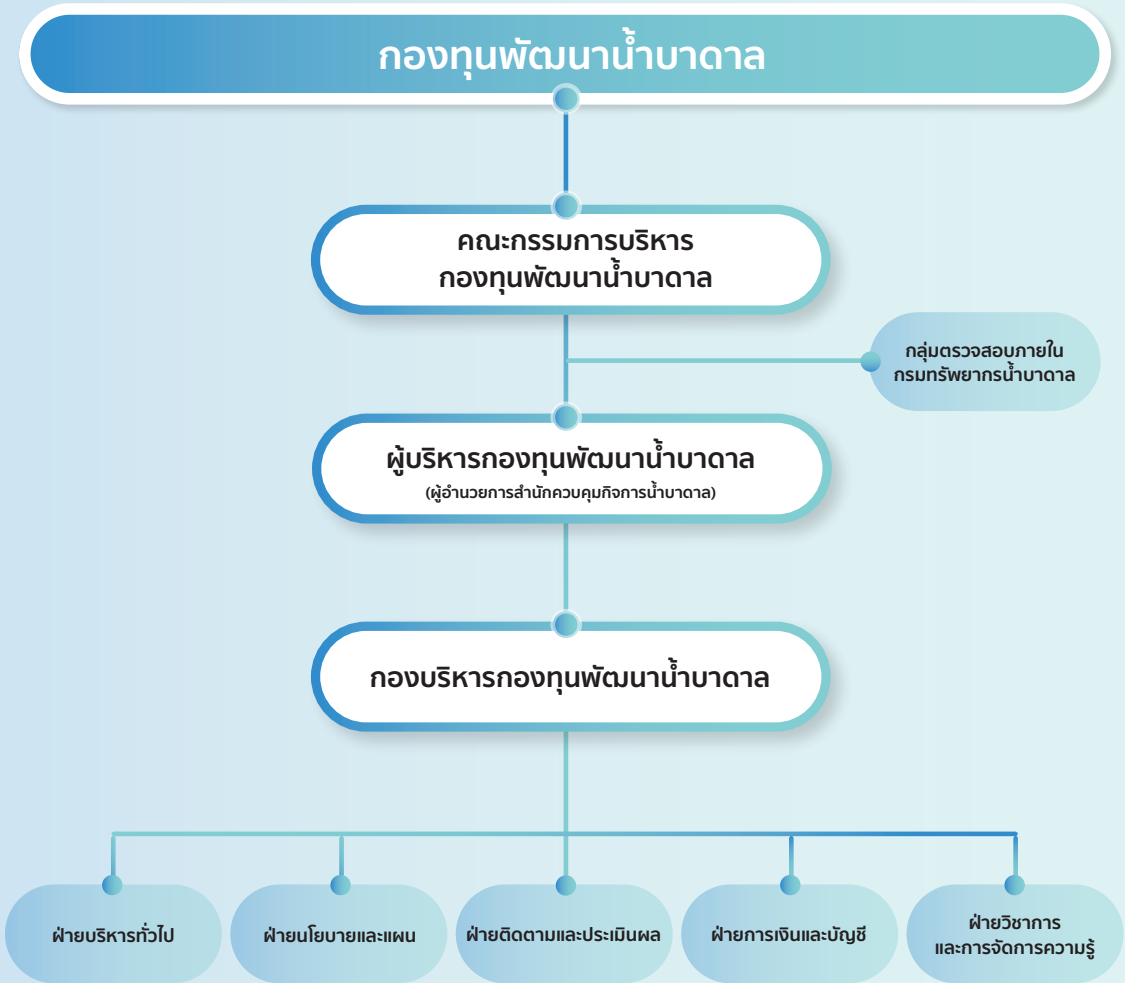 กองทุนพัฒนาน้ำบาดาล
คณะกรรมการบริหาร
กองทุนพัฒนาน้ำบาดาล
กลุ่มตรวจสอบภายใน
กรมทรัพยากรน้ำบาดาล
ผู้บริหารกองทุนพัฒนาน้ำบาดาล
(ผู้อำนวยการสำนักควบคุมกิจการน้ำบาดาล)
กองบริหารกองทุนพัฒนาน้ำบาดาล
ฝ่ายบริหารทั่วไป
ฝ่ายนโยบายและแผน
ฝ่ายติดตามและประเมินผล
ฝ่ายการเงินและบัญชี
ฝ่ายวิชาการ
และการจัดการความรู้